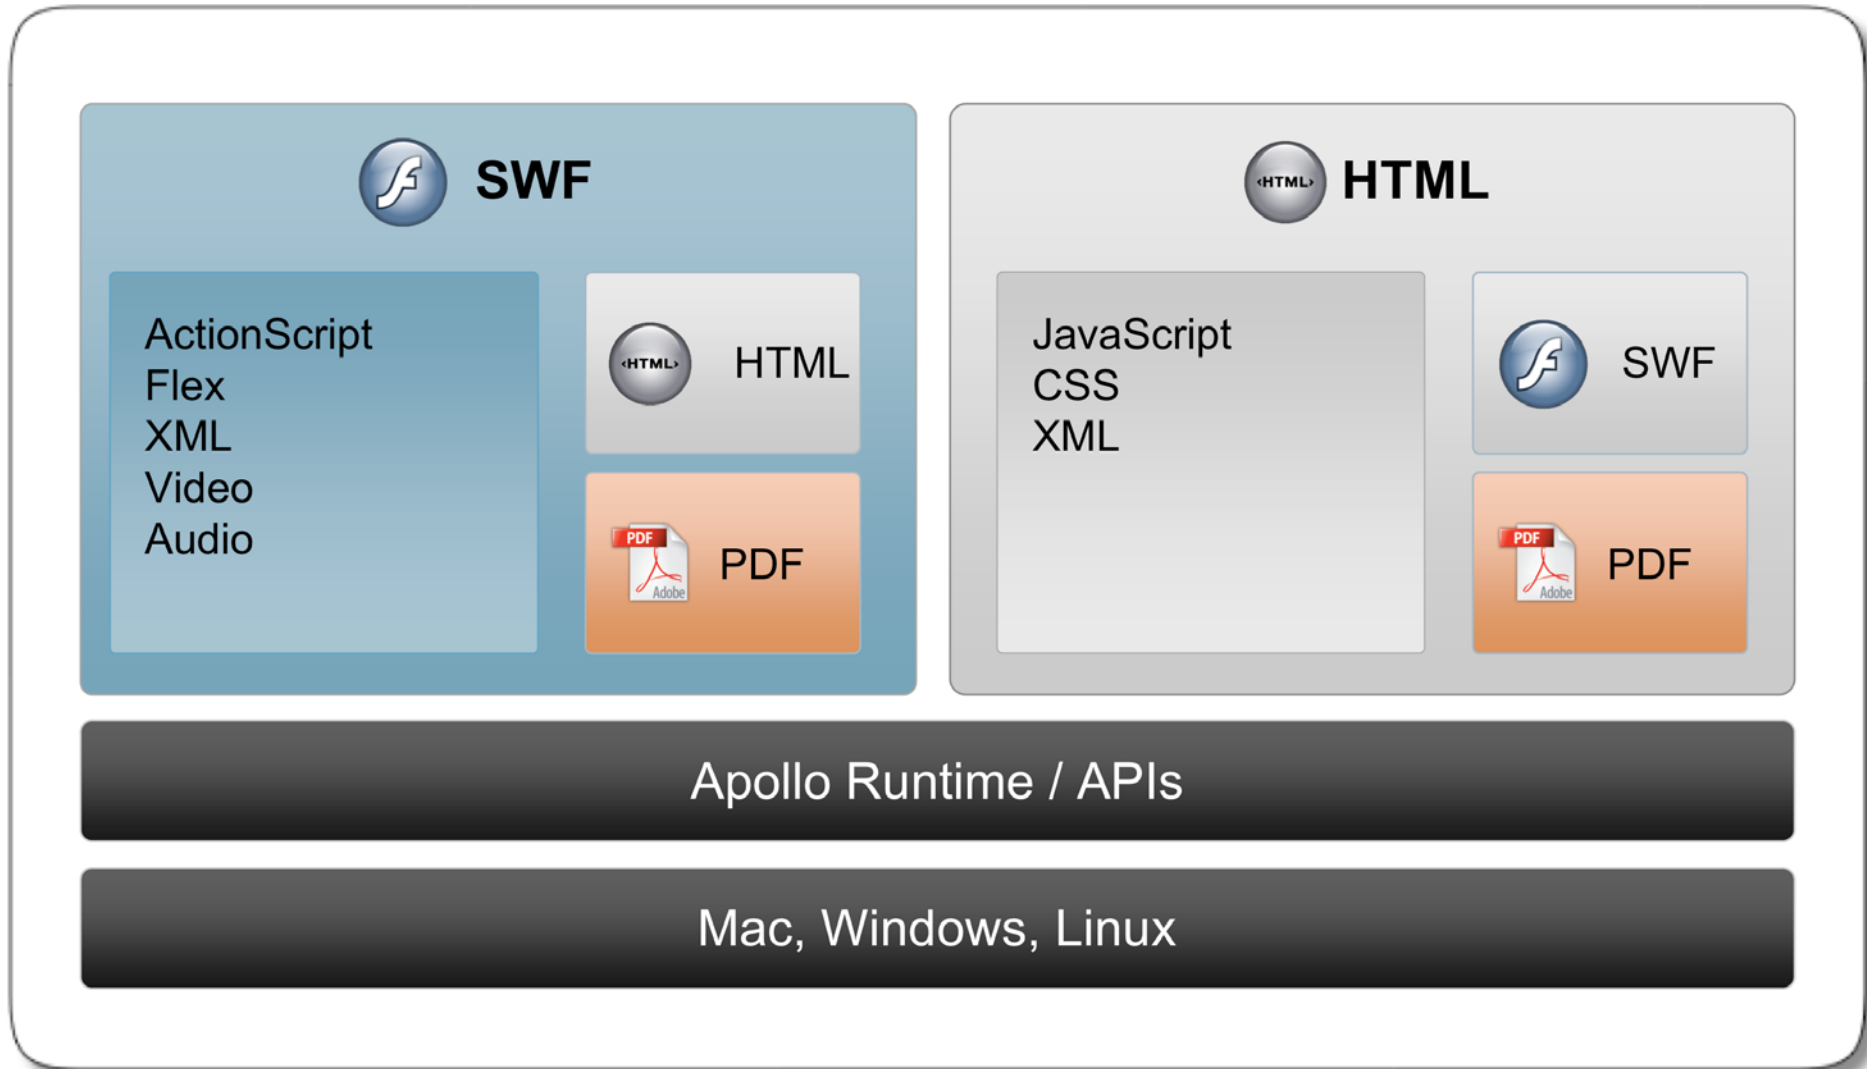 SWF
ActionScript
Flex
XML
Video
Audio
<HTML> HTML
PDF Adobe PDF
<HTML> HTML
JavaScript
CSS
XML
SWF
PDF Adobe PDF
Apollo Runtime / APIs
Mac, Windows, Linux